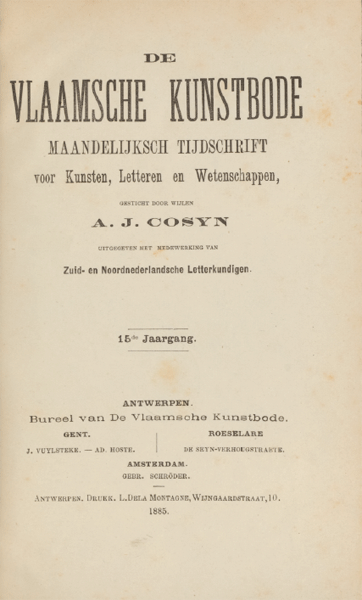 DE
VLAAMSCHE KUNSTBODE
MAANDELIJKSCH TIJDSCHRIFT
voor Kunsten, Letteren en Wetenschappen,
GESTICHT DOOR WIJLEN
A. J. COSYN
UITGEGEVEN MET MEDEWERKING VAN
Zuid- en Noordnederlandsche Letterkundigen.
15de Jaargang.
ANTWERPEN.
Bureel van De Vlaamsche Kunstbode.
GENT.
J. VUYLSTEKE. — AD. HOSTE.
ROESELARE
DE SEYN-VERHOUGSTRAETE.
AMSTERDAM.
GEBR. SCHRÖDER.
ANTWERPEN. DRUKK. L. DELA MONTAGNE, WIJNGAARDSTRAAT, 10.
1885.